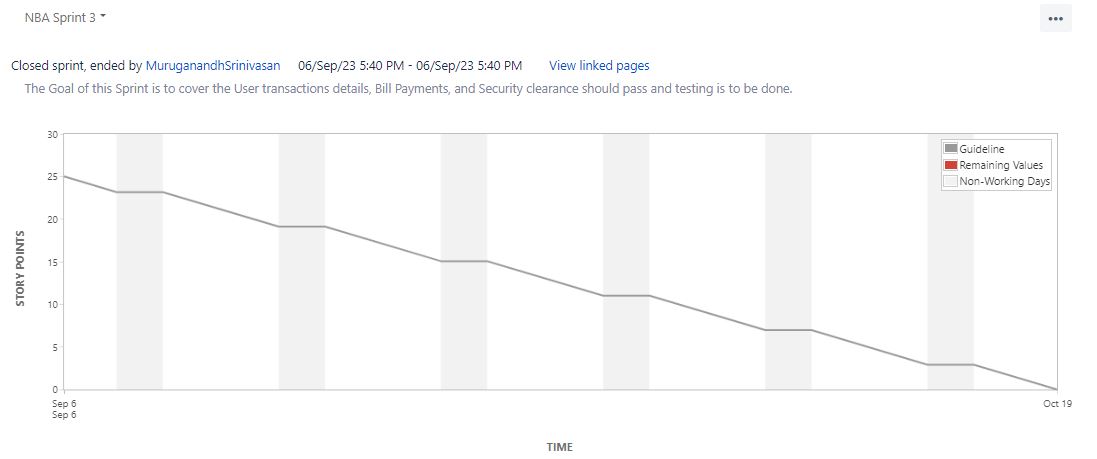 NBA Sprint 3
Closed sprint, ended by MuruganandhSrinivasan 06/Sep/23 5:40 PM - 06/Sep/23 5:40 PM View linked pages
The Goal of this Sprint is to cover the User transactions details, Bill Payments, and Security clearance should pass and testing is to be done.
30
Guideline
Remaining Values
Non-Working Days
25
20
15
10
5
0
STORY POINTS
Sep 6
Sep 6
Oct 19
TIME